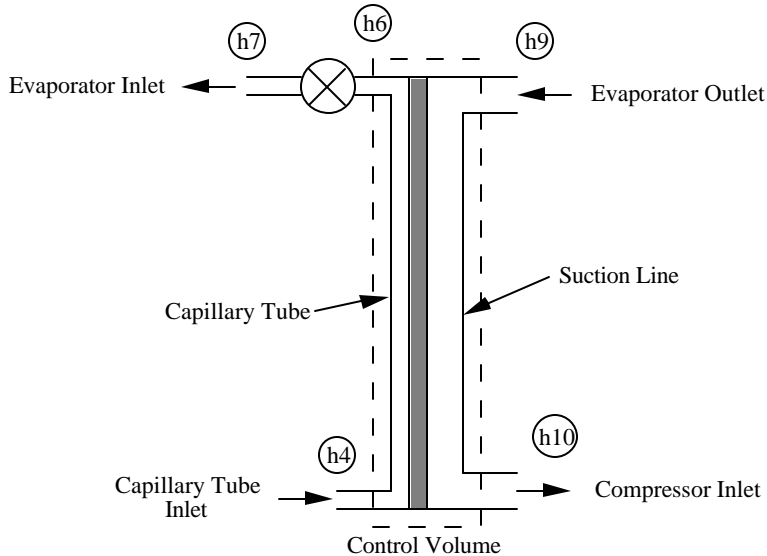 h7
h6
h9
Evaporator Inlet
Evaporator Outlet
Capillary Tube
Suction Line
h4
h10
Capillary Tube
Inlet
Compressor Inlet
Control Volume